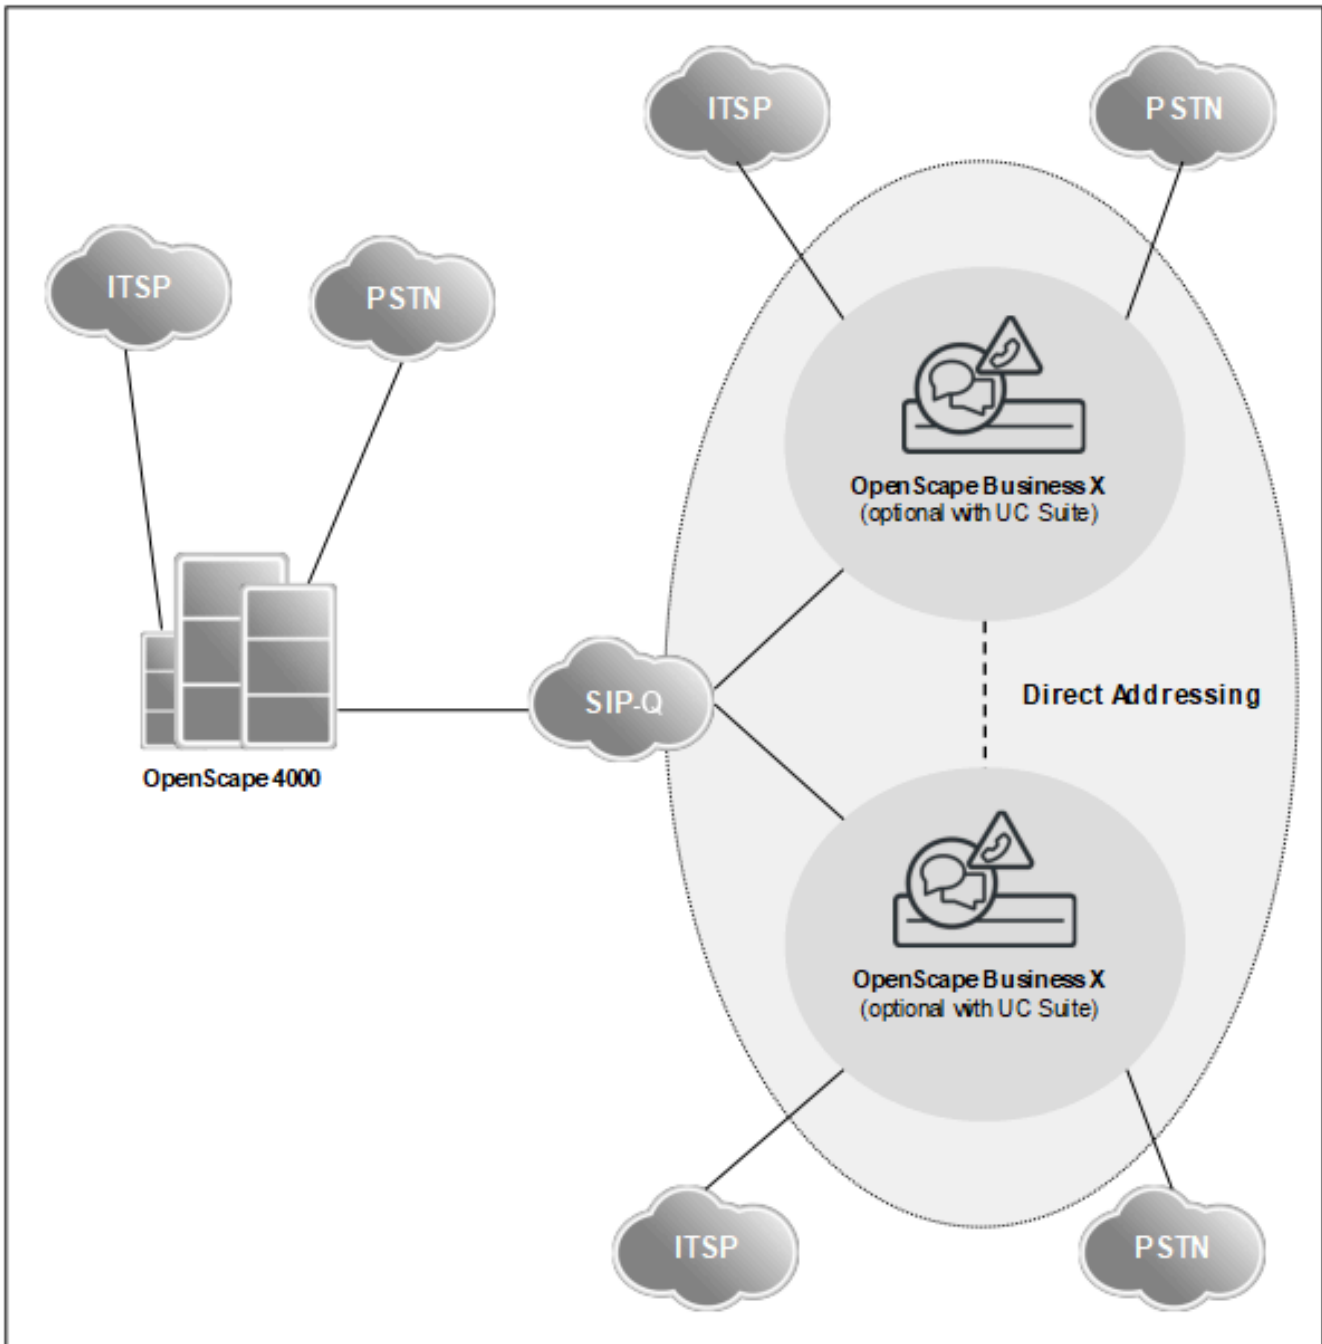 ITSP
PSTN
ITSP
PSTN
OpenScape Business X
(optional with UC Suite)
SIP-Q
Direct Addressing
OpenScape 4000
OpenScape Business X
(optional with UC Suite)
ITSP
PSTN